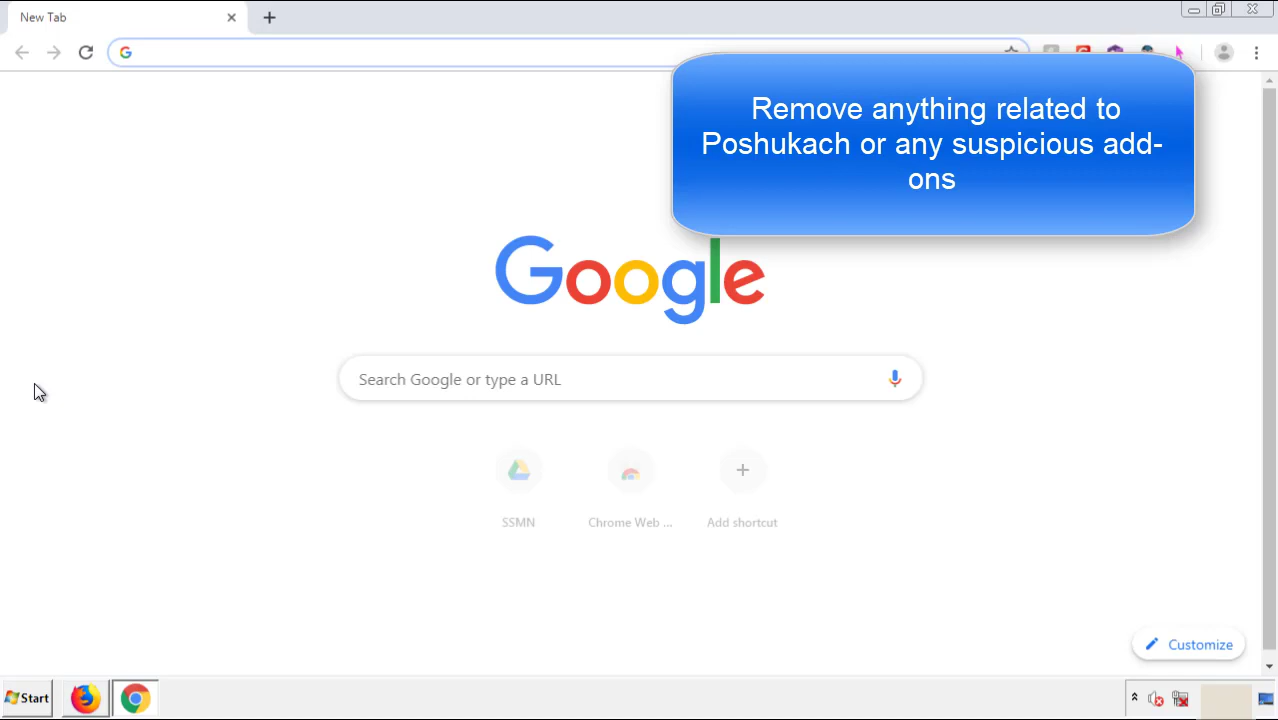 New Tab
Remove anything related to
Poshukach or any suspicious add-
ons
Google
Search Google or type a URL
SSMN
Chrome Web ...
Add shortcut
Customize
Start